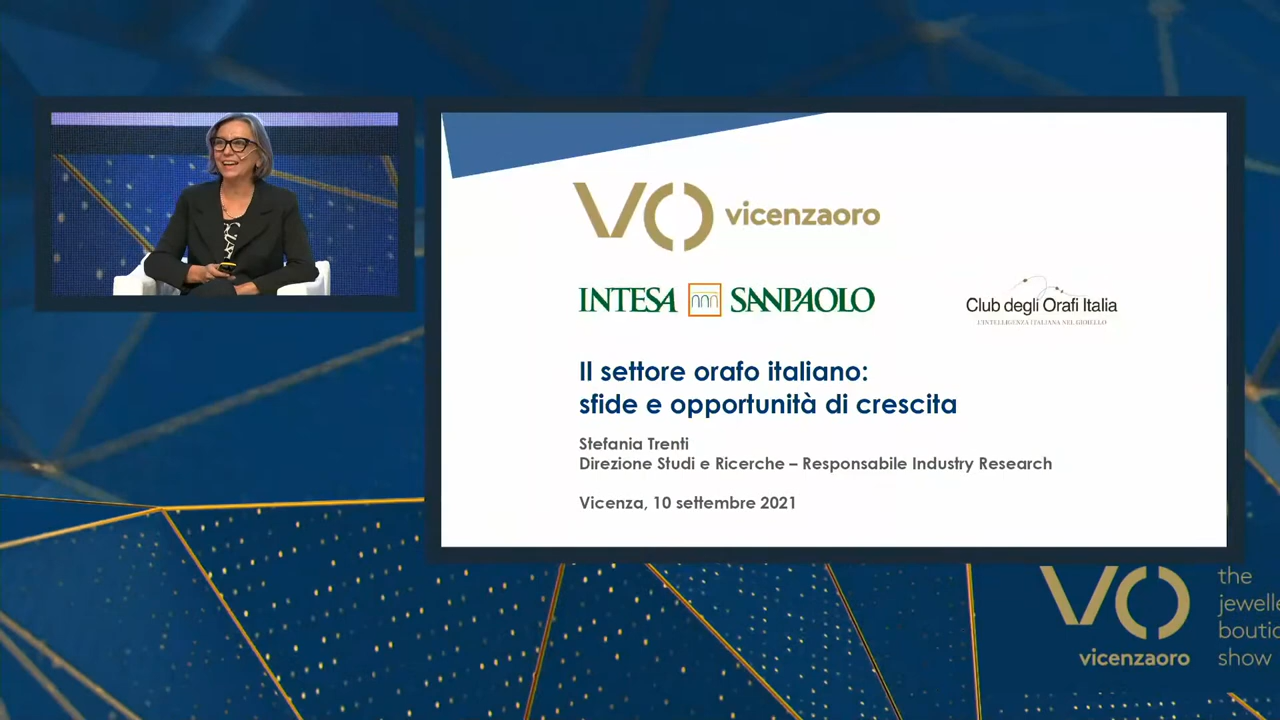 VO vicenzaoro
INTESA SANPAOLO
Club degli Orafi Italia
L'INTELLIGENZA ITALIANA NEL GIOIELLO
Il settore orafo italiano:
sfide e opportunità di crescita
Stefania Trenti
Direzione Studi e Ricerche – Responsabile Industry Research
Vicenza, 10 settembre 2021
VO
vicenzaoro
the
jewelle
boutic
show